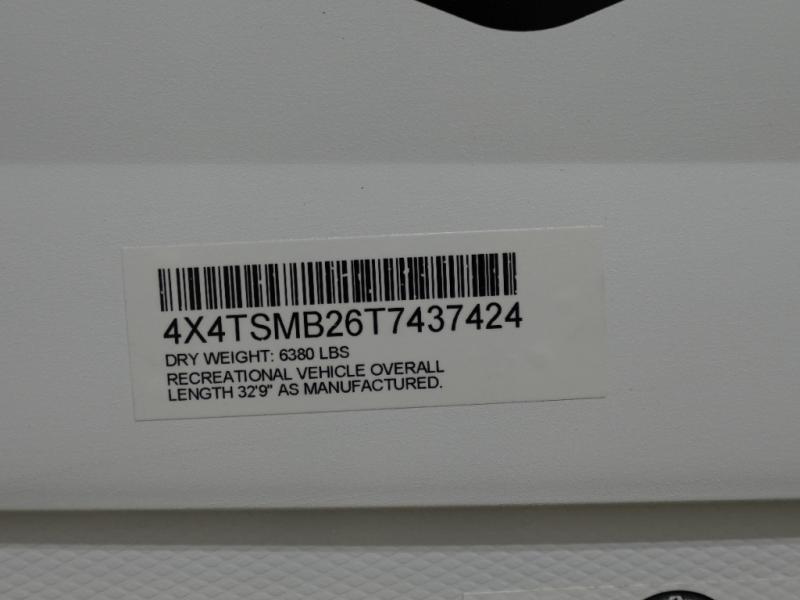 4X4TSMB26T7437424
DRY WEIGHT: 6380 LBS
RECREATIONAL VEHICLE OVERALL
LENGTH 32'9" AS MANUFACTURED.